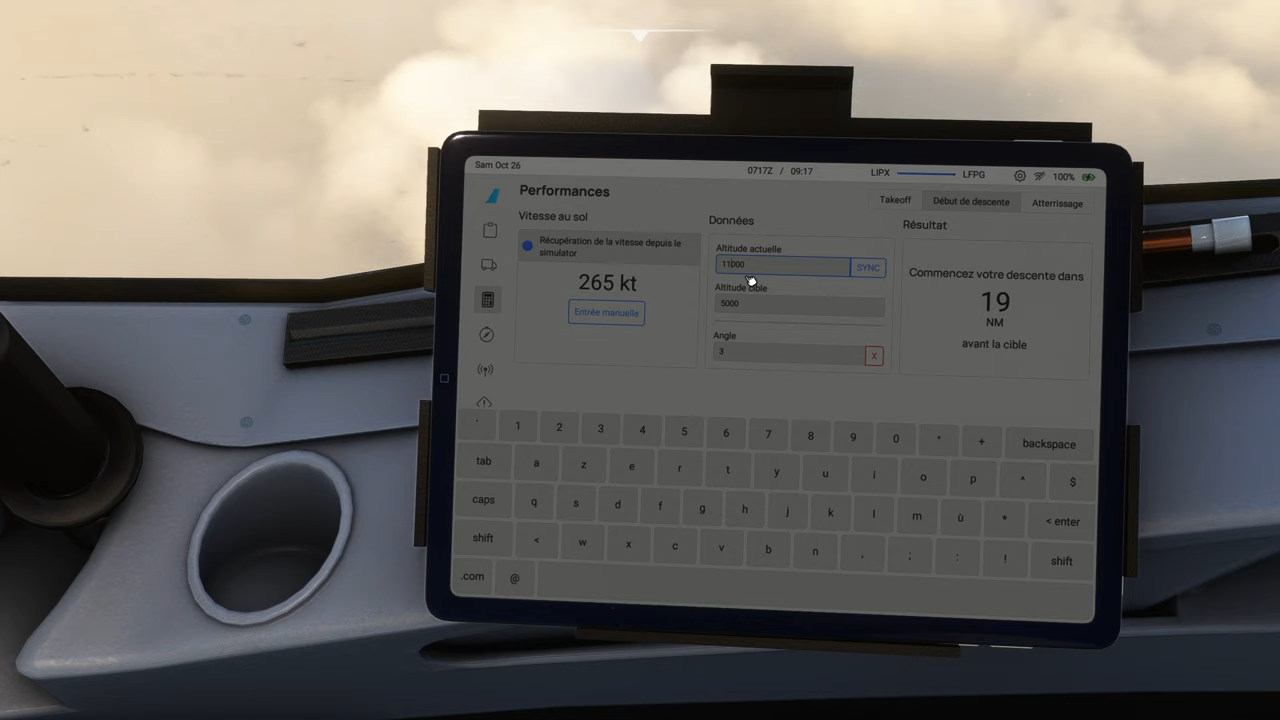 Sam Oct 26
0717Z / 09:17
LIPX
LFPG
100%
Performances
Takeoff
Début de descente
Atterrissage
Vitesse au sol
Récupération de la vitesse depuis le
simulator
265 kt
Entrée manuelle
Données
Altitude actuelle
11000
SYNC
Altitude cible
5000
Angle
3
X
Résultat
Commencez votre descente dans
19
NM
avant la cible
` 1 2 3 4 5 6 7 8 9 0 * + backspace
tab a z e r t y u i o p ^ $
caps q s d f g h j k l m ù * < enter
shift < w x c v b n , ; : ! shift
.com @